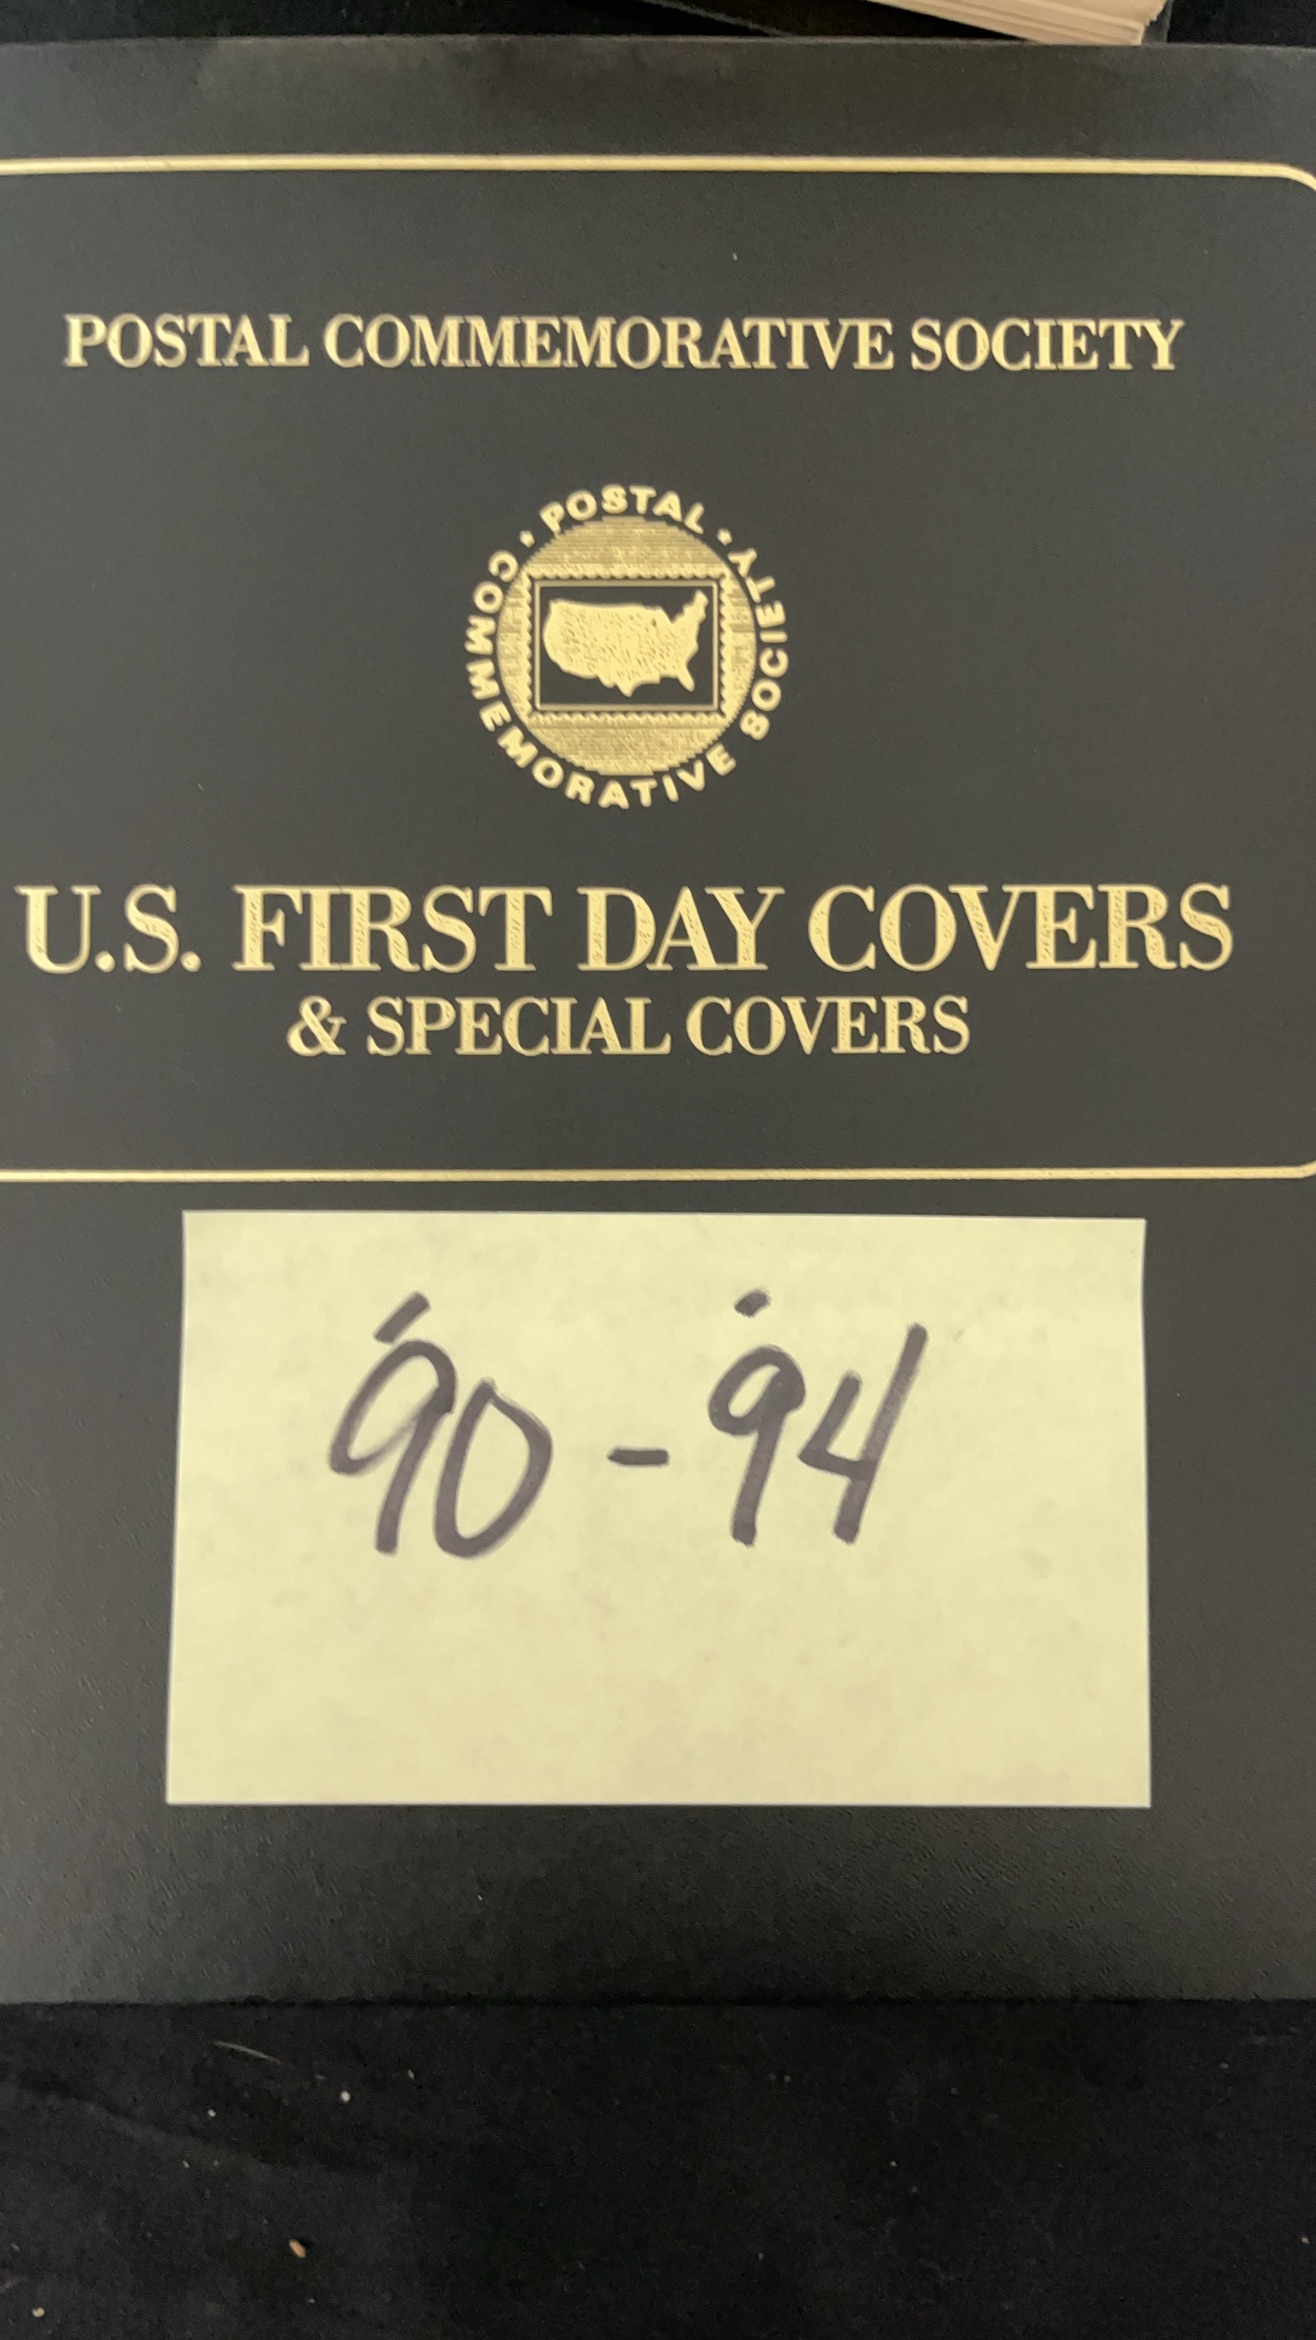 POSTAL COMMEMORATIVE SOCIETY
• POSTAL • COMMEMORATIVE SOCIETY
U.S. FIRST DAY COVERS
& SPECIAL COVERS
'90 - '94